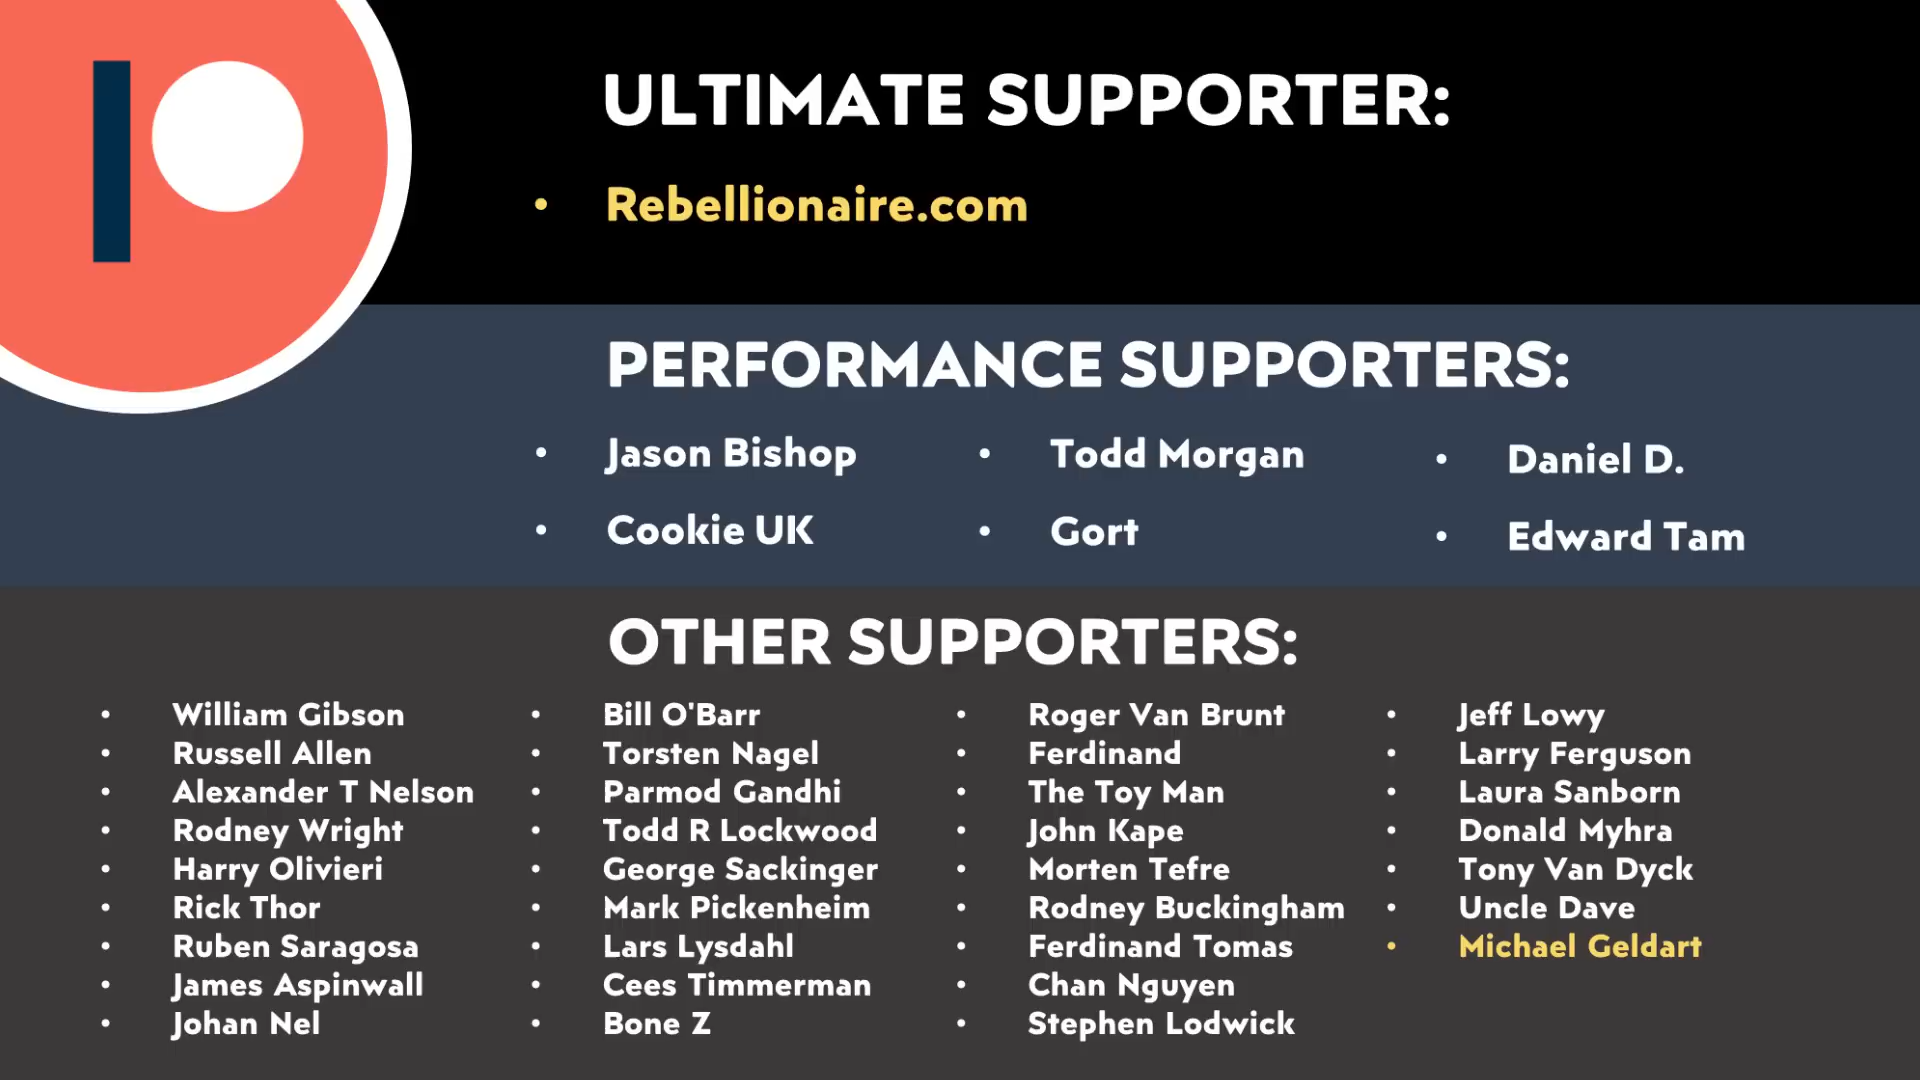 ULTIMATE SUPPORTER:
• Rebellionaire.com
PERFORMANCE SUPPORTERS:
• Jason Bishop
• Cookie UK
• Todd Morgan
• Gort
• Daniel D.
• Edward Tam
OTHER SUPPORTERS:
• William Gibson
• Russell Allen
• Alexander T Nelson
• Rodney Wright
• Harry Olivieri
• Rick Thor
• Ruben Saragosa
• James Aspinwall
• Johan Nel
• Bill O'Barr
• Torsten Nagel
• Parmod Gandhi
• Todd R Lockwood
• George Sackinger
• Mark Pickenheim
• Lars Lysdahl
• Cees Timmerman
• Bone Z
• Roger Van Brunt
• Ferdinand
• The Toy Man
• John Kape
• Morten Tefre
• Rodney Buckingham
• Ferdinand Tomas
• Chan Nguyen
• Stephen Lodwick
• Jeff Lowy
• Larry Ferguson
• Laura Sanborn
• Donald Myhra
• Tony Van Dyck
• Uncle Dave
• Michael Geldart